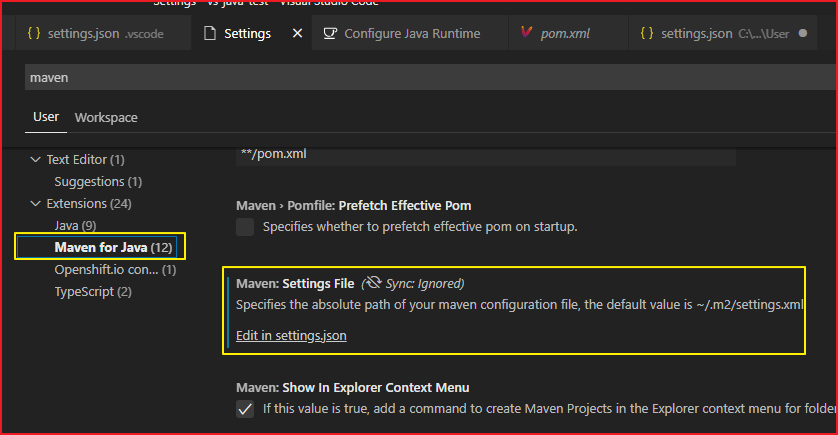 Settings - vs-java-test - Visual Studio Code
{ } settings.json .vscode
Settings
Configure Java Runtime
pom.xml
{ } settings.json C:\...\User
maven
User
Workspace
Text Editor (1)
Suggestions (1)
Extensions (24)
Java (9)
Maven for Java (12)
Openshift.io con... (1)
TypeScript (2)
**/pom.xml
Maven › Pomfile: Prefetch Effective Pom
Specifies whether to prefetch effective pom on startup.
Maven: Settings File (Sync: Ignored)
Specifies the absolute path of your maven configuration file, the default value is ~/.m2/settings.xml
Edit in settings.json
Maven: Show In Explorer Context Menu
If this value is true, add a command to create Maven Projects in the Explorer context menu for folder